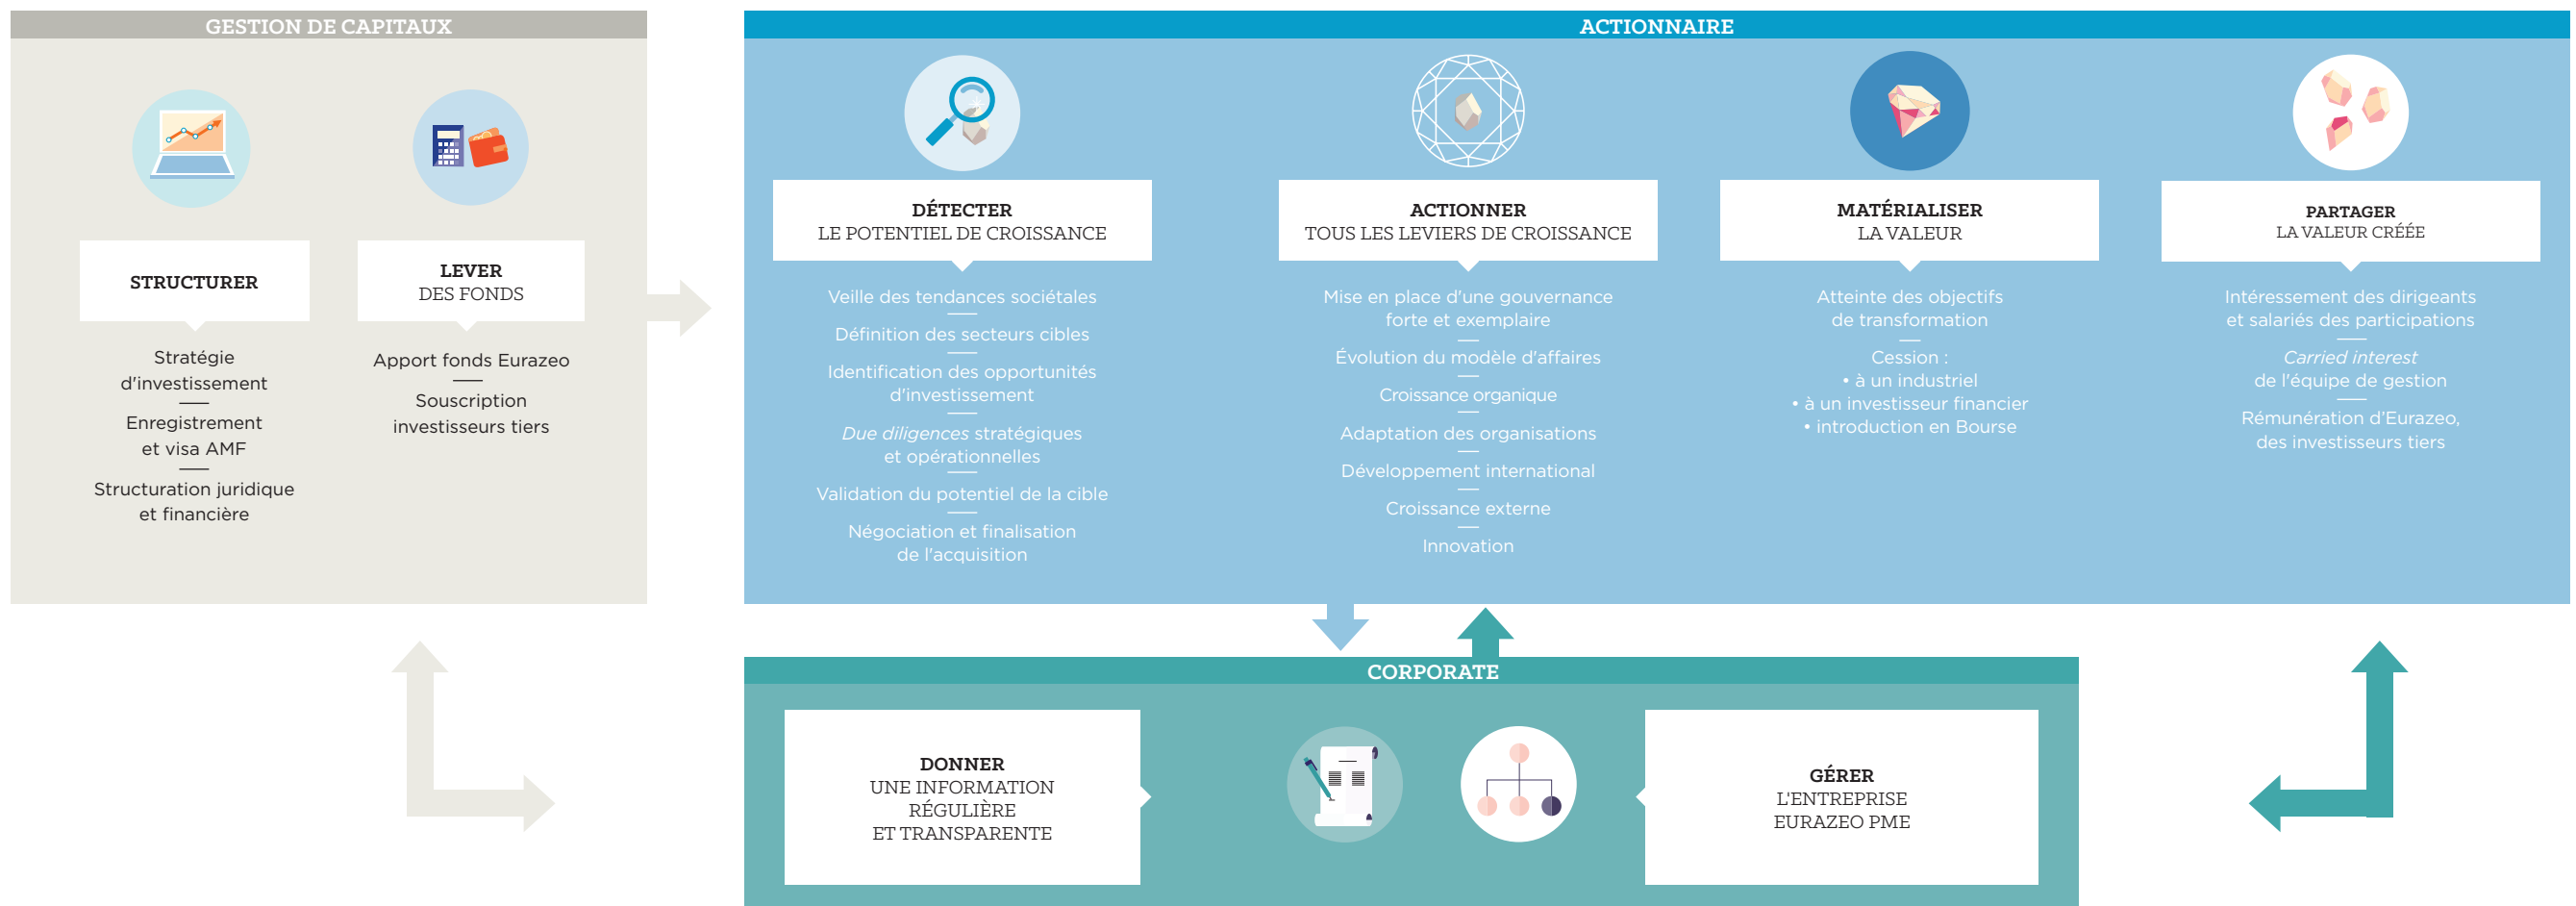 GESTION DE CAPITAUX
STRUCTURER
Stratégie
d'investissement
Enregistrement
et visa AMF
Structuration juridique
et financière
LEVER
DES FONDS
Apport fonds Eurazeo
Souscription
investisseurs tiers
ACTIONNAIRE
DÉTECTER
LE POTENTIEL DE CROISSANCE
Veille des tendances sociétales
Définition des secteurs cibles
Identification des opportunités
d'investissement
Due diligences stratégiques
et opérationnelles
Validation du potentiel de la cible
Négociation et finalisation
de l'acquisition
ACTIONNER
TOUS LES LEVIERS DE CROISSANCE
Mise en place d'une gouvernance
forte et exemplaire
Évolution du modèle d'affaires
Croissance organique
Adaptation des organisations
Développement international
Croissance externe
Innovation
MATÉRIALISER
LA VALEUR
Atteinte des objectifs
de transformation
Cession :
• à un industriel
• à un investisseur financier
• introduction en Bourse
PARTAGER
LA VALEUR CRÉÉE
Intéressement des dirigeants
et salariés des participations
Carried interest
de l'équipe de gestion
Rémunération d'Eurazeo,
des investisseurs tiers
CORPORATE
DONNER
UNE INFORMATION
RÉGULIÈRE
ET TRANSPARENTE
GÉRER
L'ENTREPRISE
EURAZEO PME